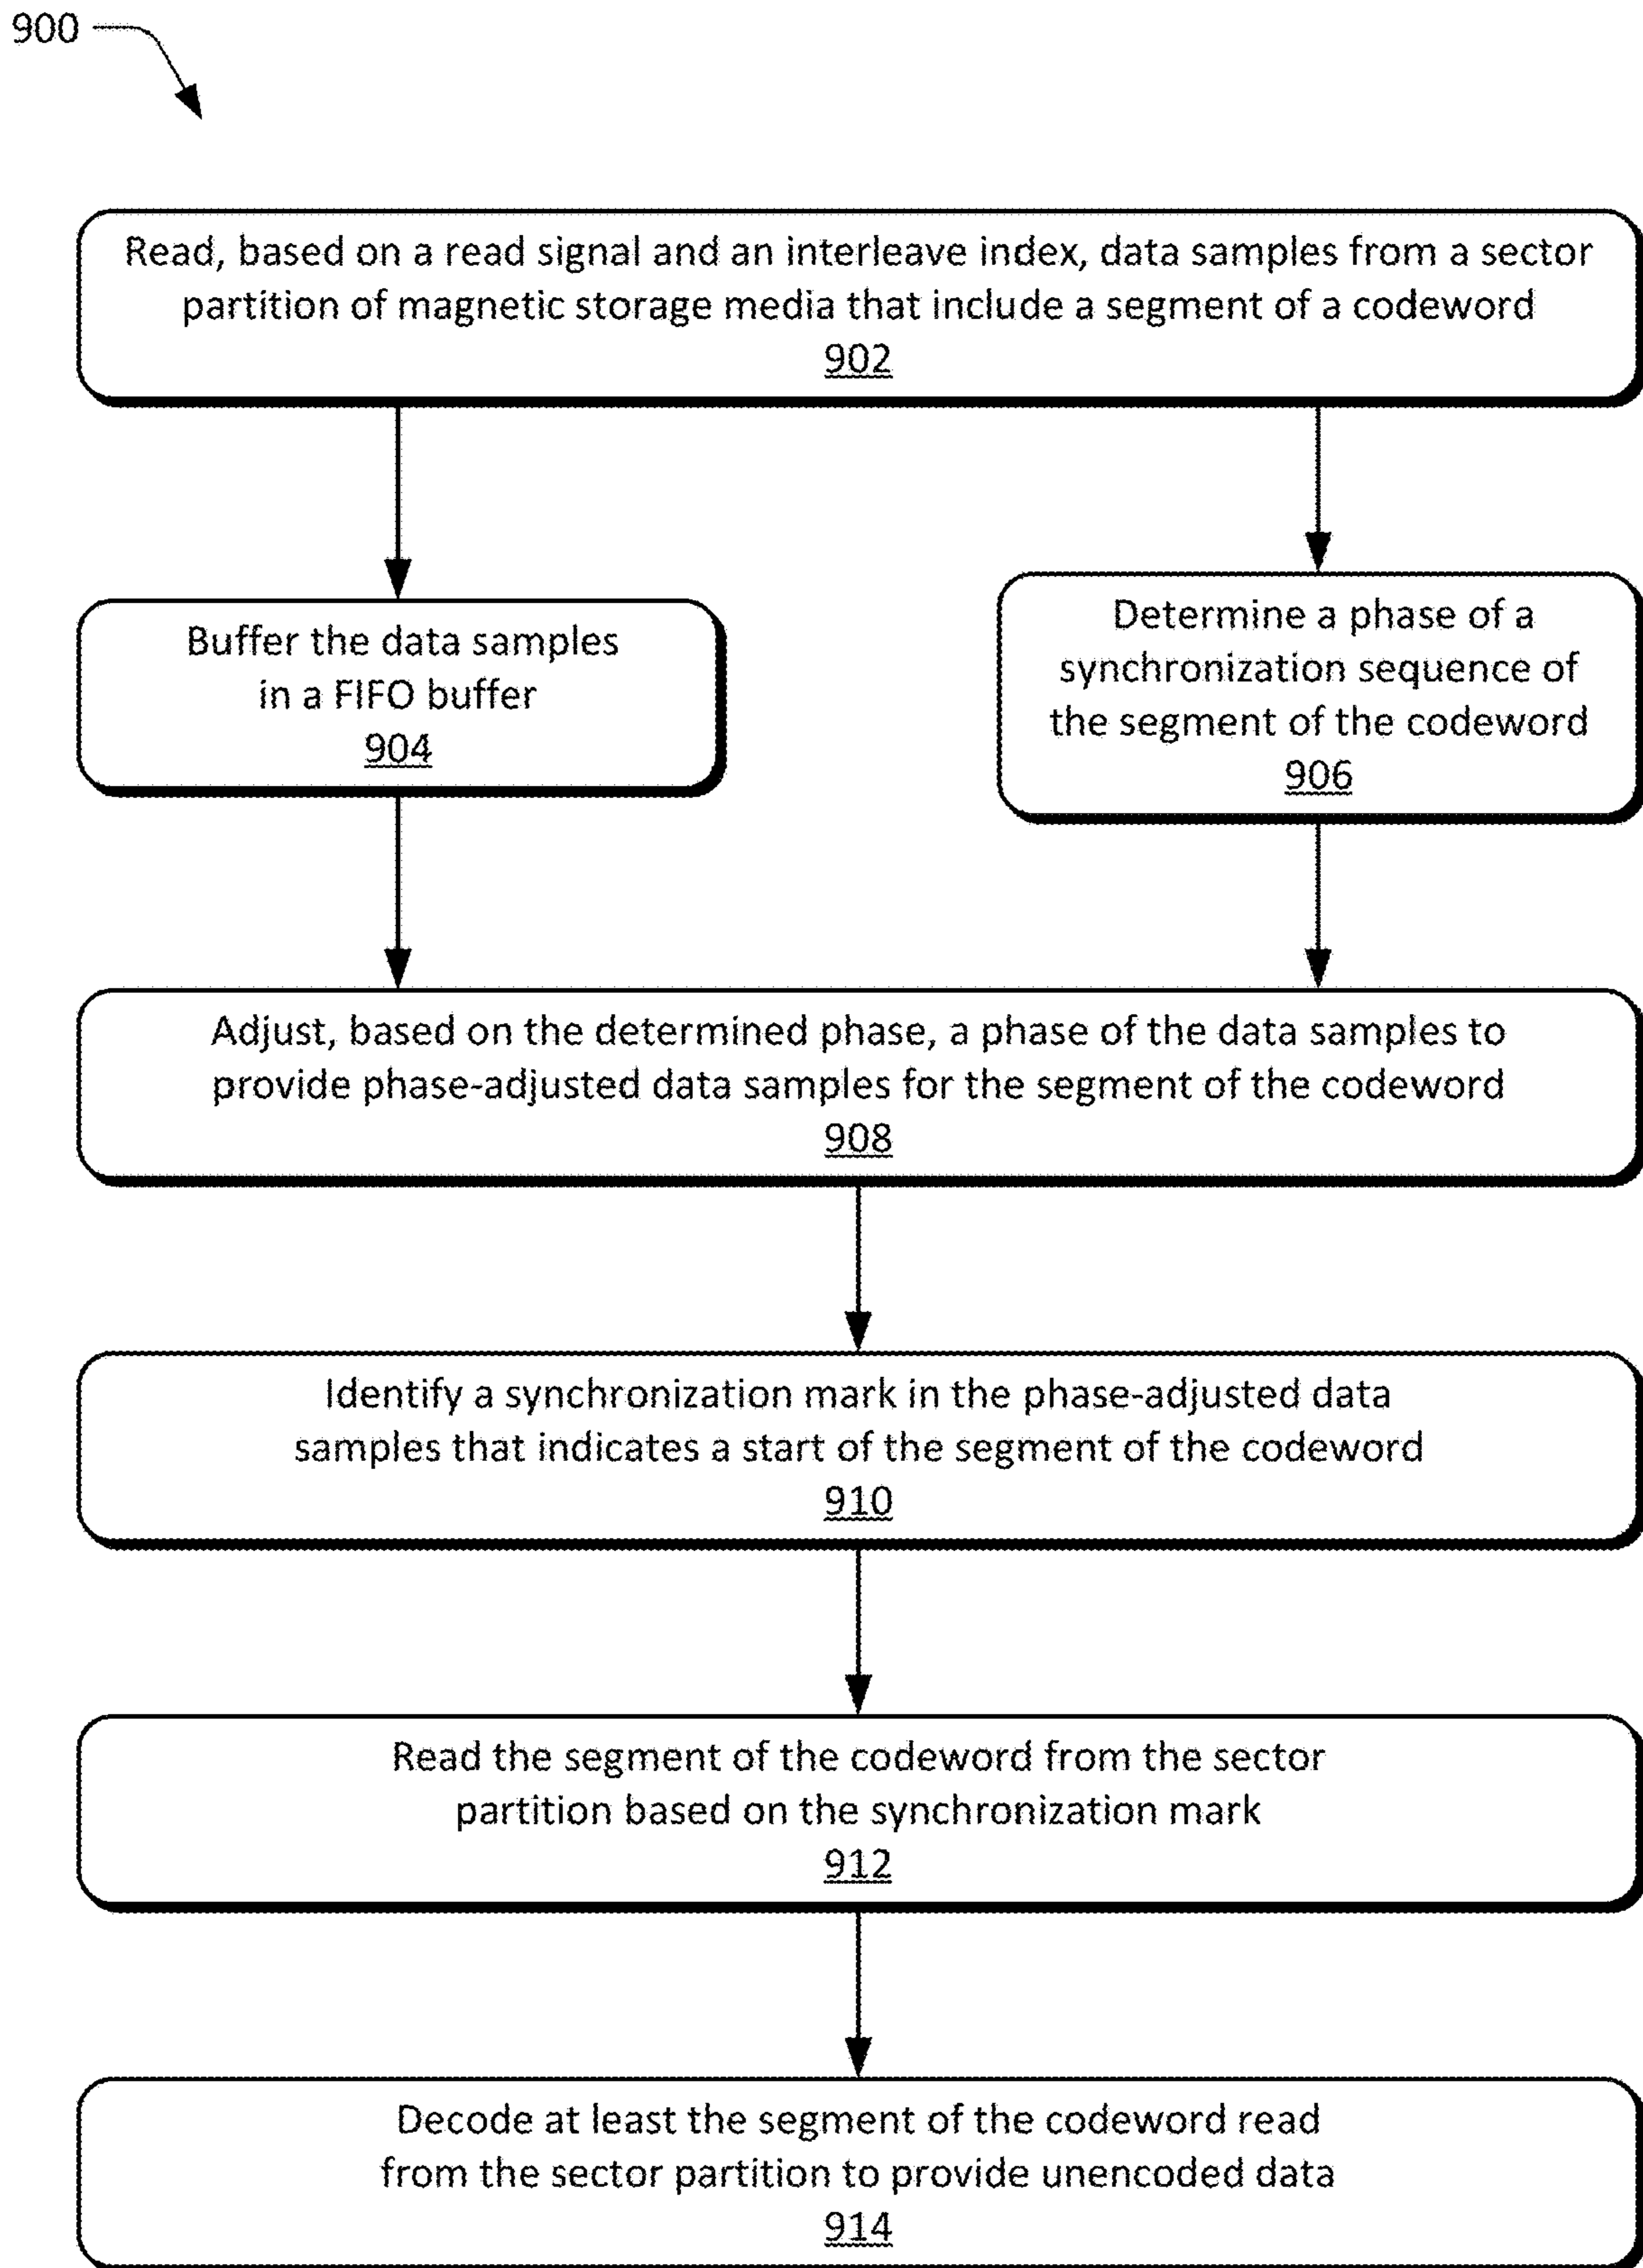 900
Read, based on a read signal and an interleave index, data samples from a sector
partition of magnetic storage media that include a segment of a codeword
902
Buffer the data samples
in a FIFO buffer
904
Determine a phase of a
synchronization sequence of
the segment of the codeword
906
Adjust, based on the determined phase, a phase of the data samples to
provide phase-adjusted data samples for the segment of the codeword
908
Identify a synchronization mark in the phase-adjusted data
samples that indicates a start of the segment of the codeword
910
Read the segment of the codeword from the sector
partition based on the synchronization mark
912
Decode at least the segment of the codeword read
from the sector partition to provide unencoded data
914